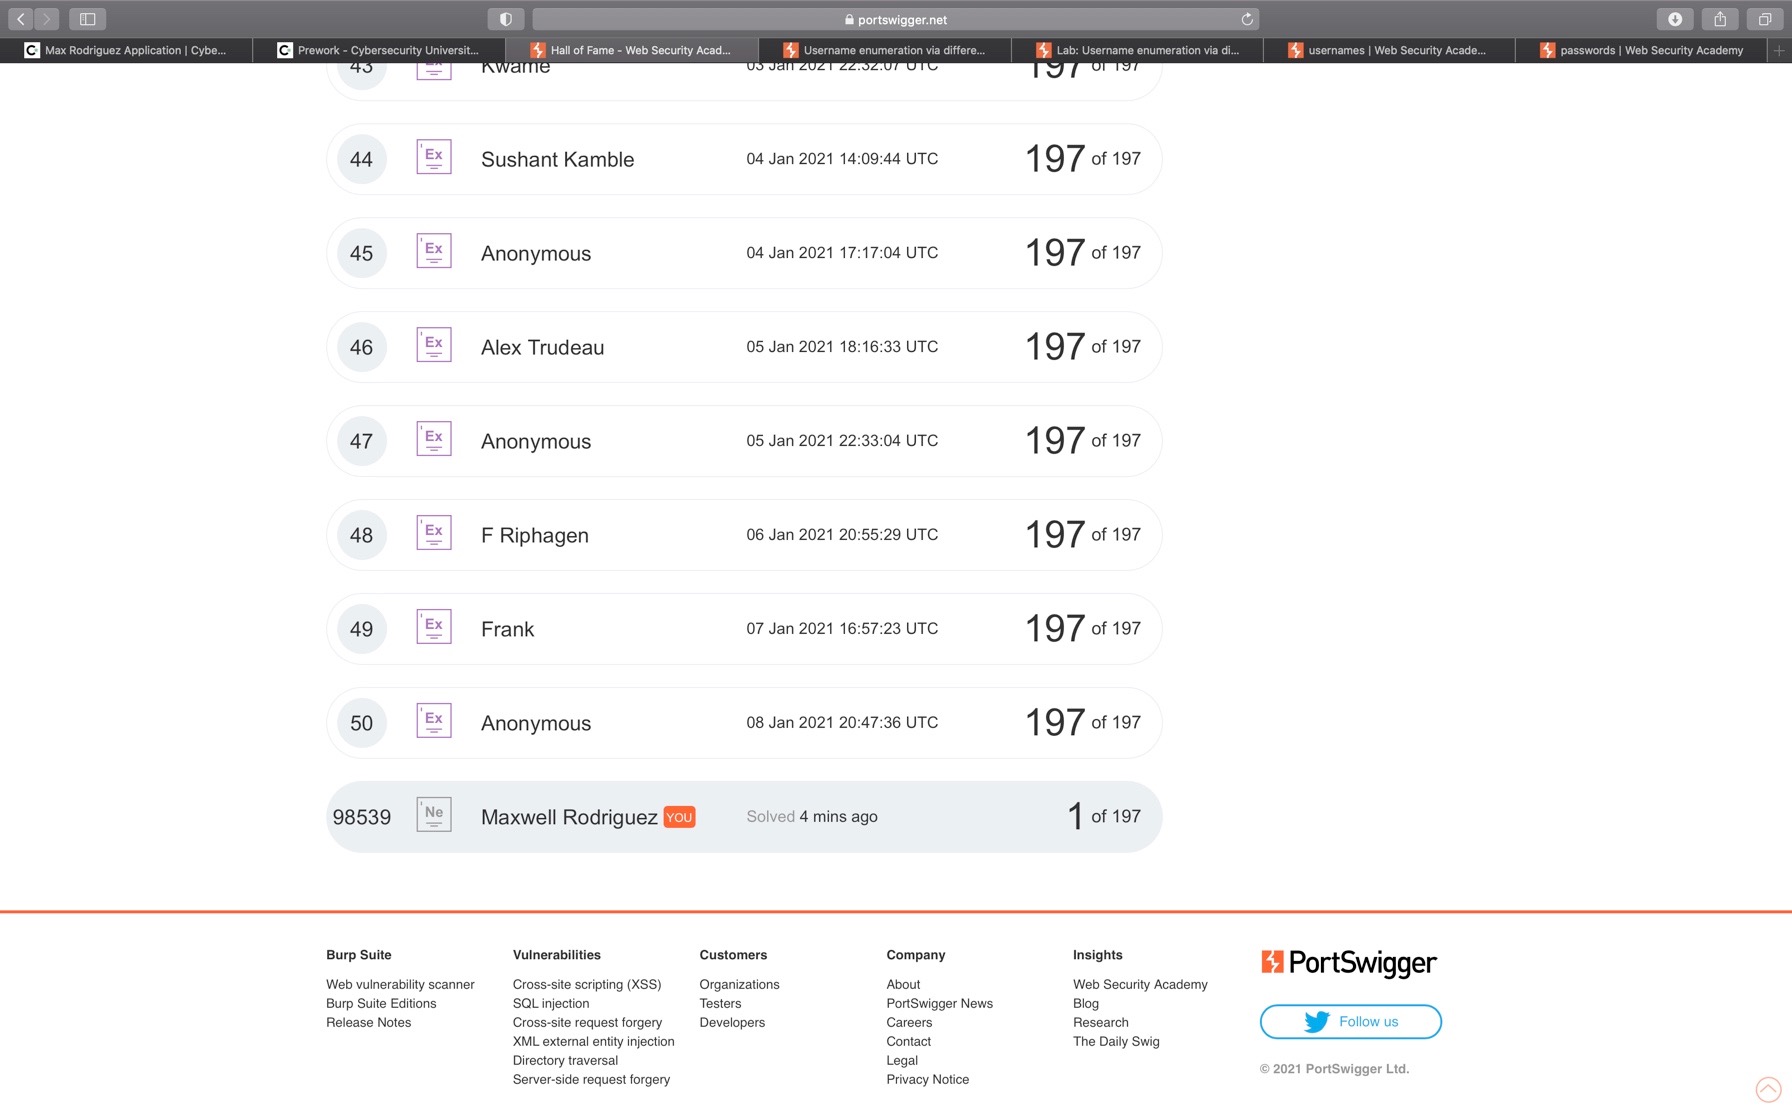 portswigger.net
Max Rodriguez Application | Cybe...
Prework - Cybersecurity Universit...
Hall of Fame - Web Security Acad...
Username enumeration via differe...
Lab: Username enumeration via di...
usernames | Web Security Acade...
passwords | Web Security Academy
43 Ex Kwame 03 Jan 2021 22:32:07 UTC 197 of 197
44 Ex Sushant Kamble 04 Jan 2021 14:09:44 UTC 197 of 197
45 Ex Anonymous 04 Jan 2021 17:17:04 UTC 197 of 197
46 Ex Alex Trudeau 05 Jan 2021 18:16:33 UTC 197 of 197
47 Ex Anonymous 05 Jan 2021 22:33:04 UTC 197 of 197
48 Ex F Riphagen 06 Jan 2021 20:55:29 UTC 197 of 197
49 Ex Frank 07 Jan 2021 16:57:23 UTC 197 of 197
50 Ex Anonymous 08 Jan 2021 20:47:36 UTC 197 of 197
98539 Ne Maxwell Rodriguez YOU Solved 4 mins ago 1 of 197
Burp Suite
Web vulnerability scanner
Burp Suite Editions
Release Notes
Vulnerabilities
Cross-site scripting (XSS)
SQL injection
Cross-site request forgery
XML external entity injection
Directory traversal
Server-side request forgery
Customers
Organizations
Testers
Developers
Company
About
PortSwigger News
Careers
Contact
Legal
Privacy Notice
Insights
Web Security Academy
Blog
Research
The Daily Swig
PortSwigger
Follow us
© 2021 PortSwigger Ltd.